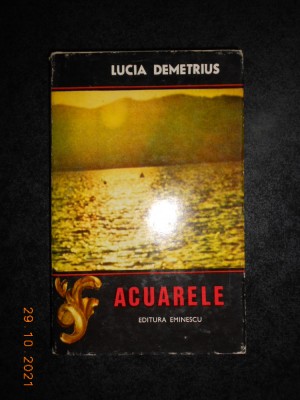 LUCIA DEMETRIUS
ACUARELE
EDITURA EMINESCU
29 10 2021